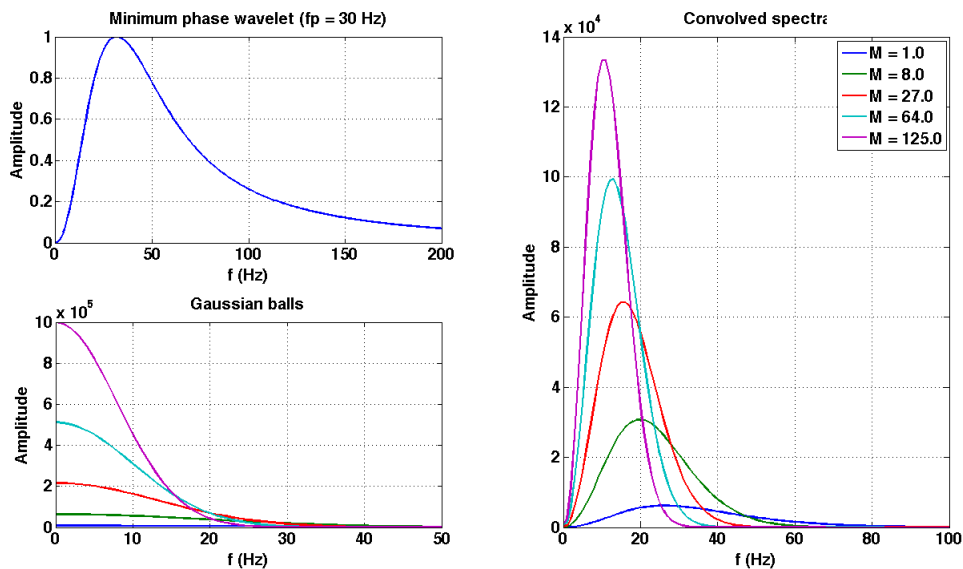 Minimum phase wavelet (fp = 30 Hz)
1
0.8
0.6
0.4
0.2
0
Amplitude
0 50 100 150 200
f (Hz)
x 10^5
Gaussian balls
10
8
6
4
2
0
Amplitude
0 10 20 30 40 50
f (Hz)
x 10^4
Convolved spectra
14
12
10
8
6
4
2
0
Amplitude
0 20 40 60 80 100
f (Hz)
M = 1.0
M = 8.0
M = 27.0
M = 64.0
M = 125.0